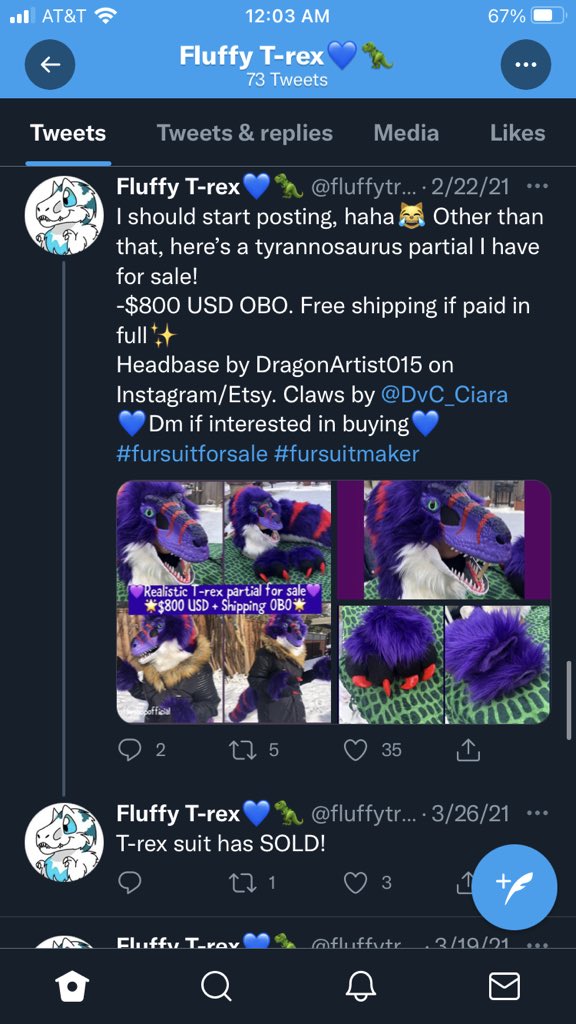 AT&T 12:03 AM 67%
Fluffy T-rex💙🦖
73 Tweets
Tweets Tweets & replies Media Likes
Fluffy T-rex💙🦖 @fluffytr... · 2/22/21
I should start posting, haha😹 Other than
that, here's a tyrannosaurus partial I have
for sale!
-$800 USD OBO. Free shipping if paid in
full✨
Headbase by DragonArtist015 on
Instagram/Etsy. Claws by @DvC_Ciara
💙Dm if interested in buying💙
#fursuitforsale #fursuitmaker
💜Realistic T-rex partial for sale💜
🌟$800 USD + Shipping OBO🌟
2 5 35
Fluffy T-rex💙🦖 @fluffytr... · 3/26/21
T-rex suit has SOLD!
1 3
Fluffy T-rex💙🦖 @fluffytr... · 3/19/21